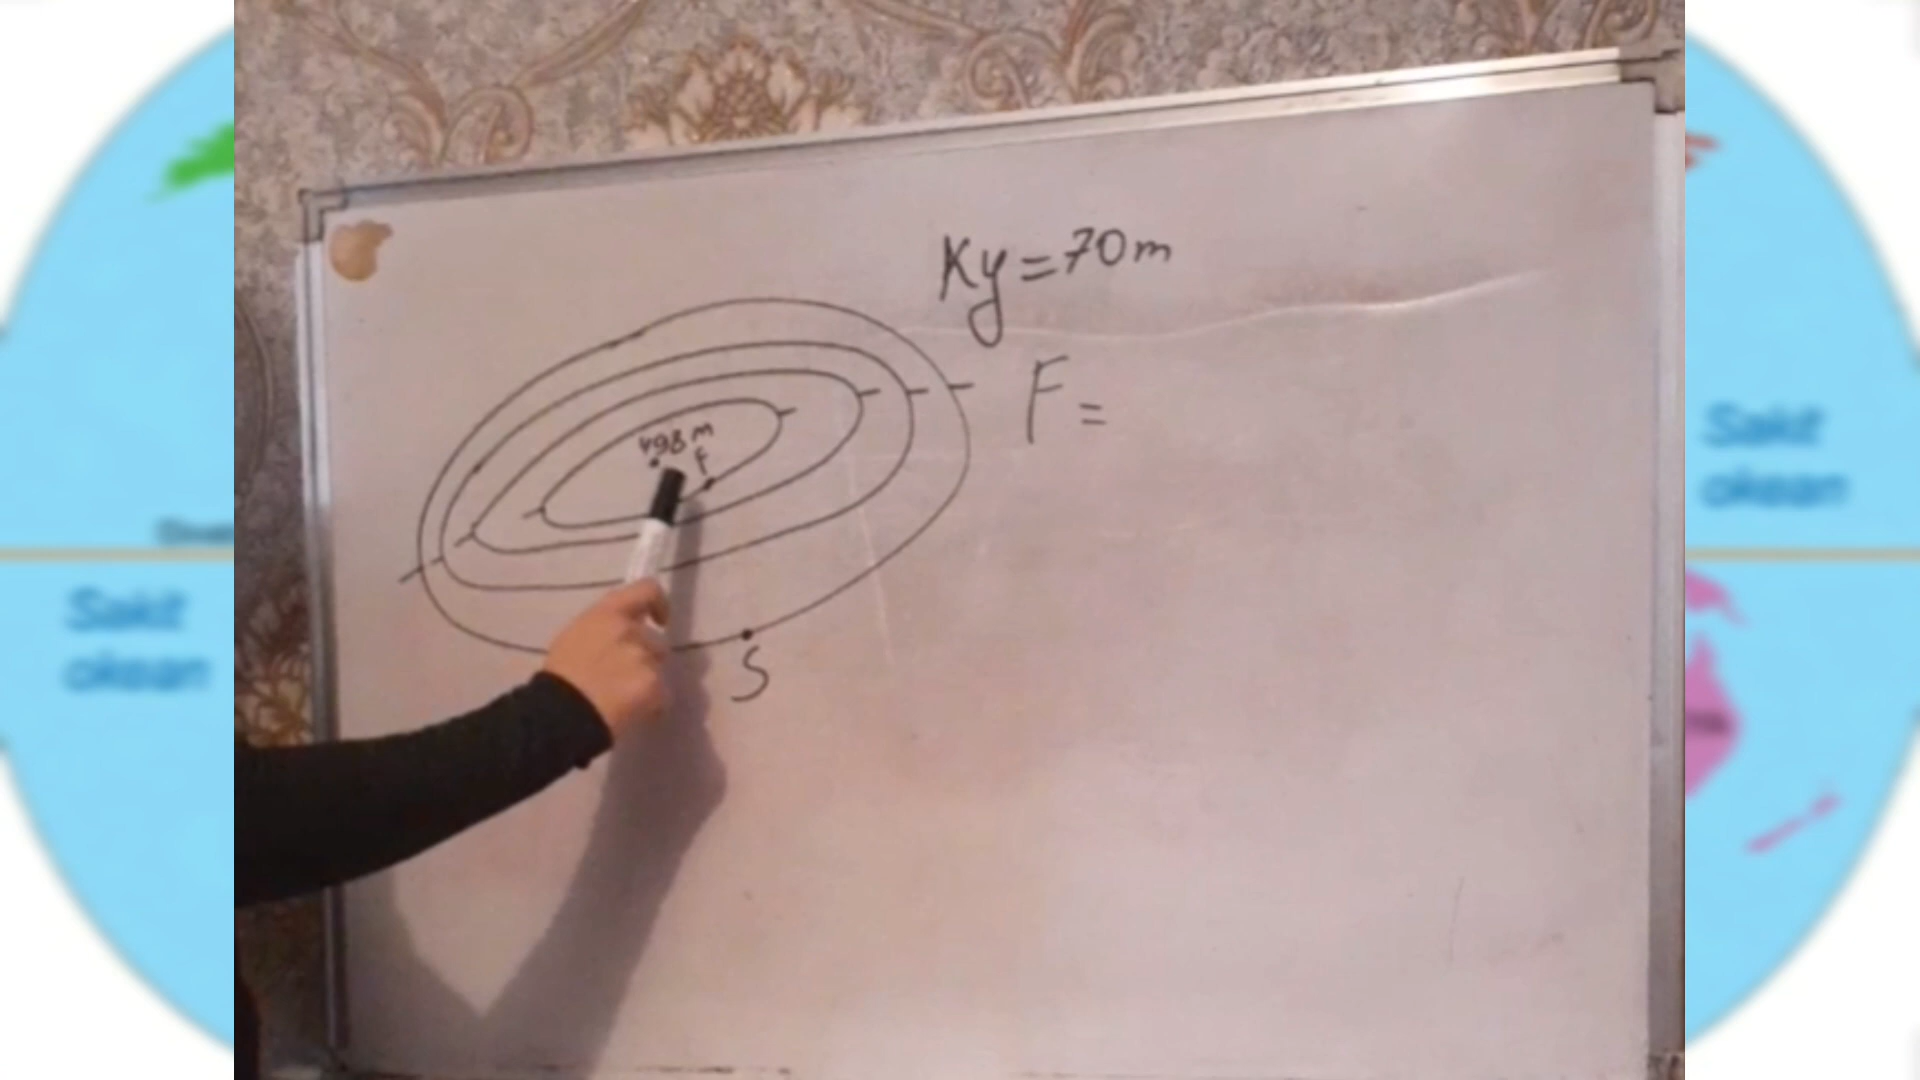 Ky=70m
F=
498 m
F
S
Sakit
okean
Sakit
okean